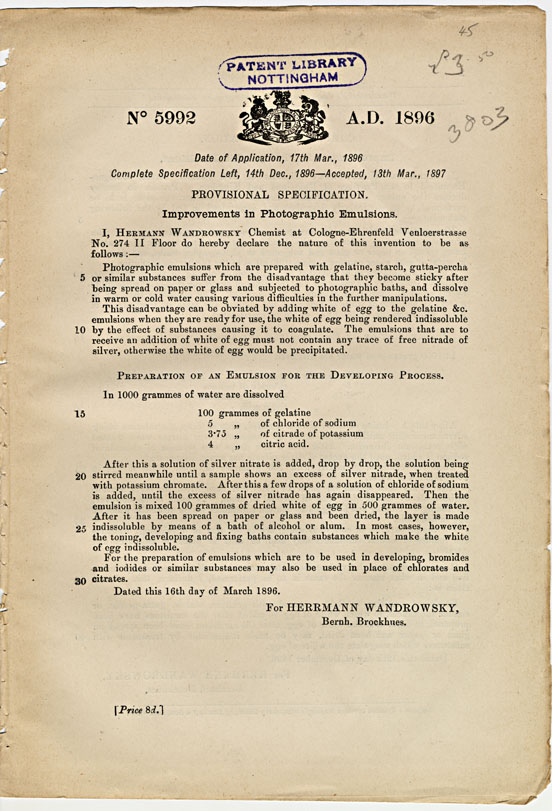 45
PATENT LIBRARY
NOTTINGHAM
3803
Nº 5992 A.D. 1896
Date of Application, 17th Mar., 1896
Complete Specification Left, 14th Dec., 1896—Accepted, 13th Mar., 1897
PROVISIONAL SPECIFICATION.
Improvements in Photographic Emulsions.
I, HERMANN WANDROWSKY Chemist at Cologne-Ehrenfeld Venloerstrasse
No. 274 II Floor do hereby declare the nature of this invention to be as
follows :—
Photographic emulsions which are prepared with gelatine, starch, gutta-percha
5 or similar substances suffer from the disadvantage that they become sticky after
being spread on paper or glass and subjected to photographic baths, and dissolve
in warm or cold water causing various difficulties in the further manipulations.
This disadvantage can be obviated by adding white of egg to the gelatine &c.
emulsions when they are ready for use, the white of egg being rendered indissoluble
10 by the effect of substances causing it to coagulate. The emulsions that are to
receive an addition of white of egg must not contain any trace of free nitrade of
silver, otherwise the white of egg would be precipitated.
PREPARATION OF AN EMULSION FOR THE DEVELOPING PROCESS.
In 1000 grammes of water are dissolved
15 100 grammes of gelatine
5 „ of chloride of sodium
3·75 „ of citrade of potassium
4 „ citric acid.
After this a solution of silver nitrate is added, drop by drop, the solution being
20 stirred meanwhile until a sample shows an excess of silver nitrade, when treated
with potassium chromate. After this a few drops of a solution of chloride of sodium
is added, until the excess of silver nitrade has again disappeared. Then the
emulsion is mixed 100 grammes of dried white of egg in 500 grammes of water.
After it has been spread on paper or glass and been dried, the layer is made
25 indissoluble by means of a bath of alcohol or alum. In most cases, however,
the toning, developing and fixing baths contain substances which make the white
of egg indissoluble.
For the preparation of emulsions which are to be used in developing, bromides
and iodides or similar substances may also be used in place of chlorates and
30 citrates.
Dated this 16th day of March 1896.
For HERRMANN WANDROWSKY,
Bernh. Brockhues.
[Price 8d.]